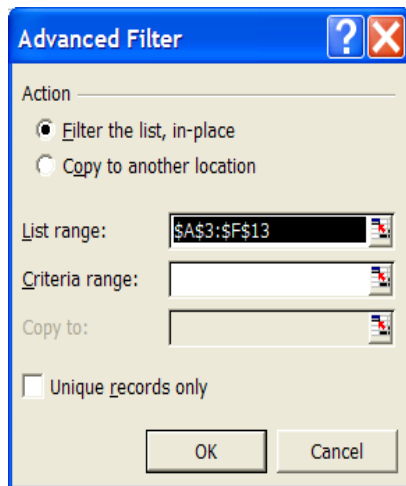 Advanced Filter
Action
Filter the list, in-place
Copy to another location
List range: $A$3:$F$13
Criteria range:
Copy to:
Unique records only
OK Cancel